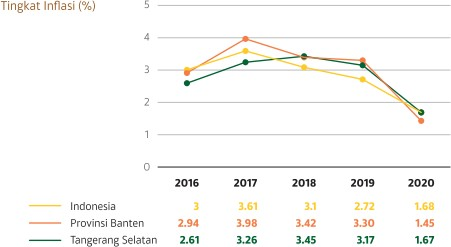 Tingkat Inflasi (%)
5
4
3
2
1
0
2016 2017 2018 2019 2020
Indonesia 3 3.61 3.1 2.72 1.68
Provinsi Banten 2.94 3.98 3.42 3.30 1.45
Tangerang Selatan 2.61 3.26 3.45 3.17 1.67